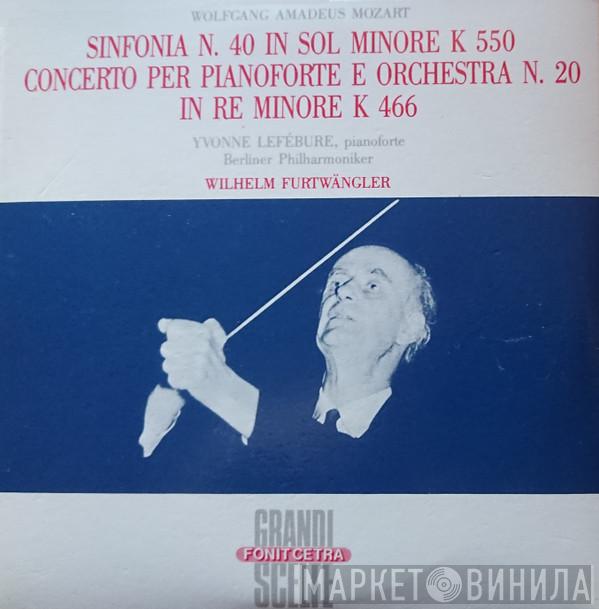 WOLFGANG AMADEUS MOZART
SINFONIA N. 40 IN SOL MINORE K 550
CONCERTO PER PIANOFORTE E ORCHESTRA N. 20
IN RE MINORE K 466
YVONNE LEFÉBURE, pianoforte
Berliner Philharmoniker
WILHELM FURTWÄNGLER
GRANDI
FONIT CETRA
SCELTE
МАРКЕТ ВИНИЛА